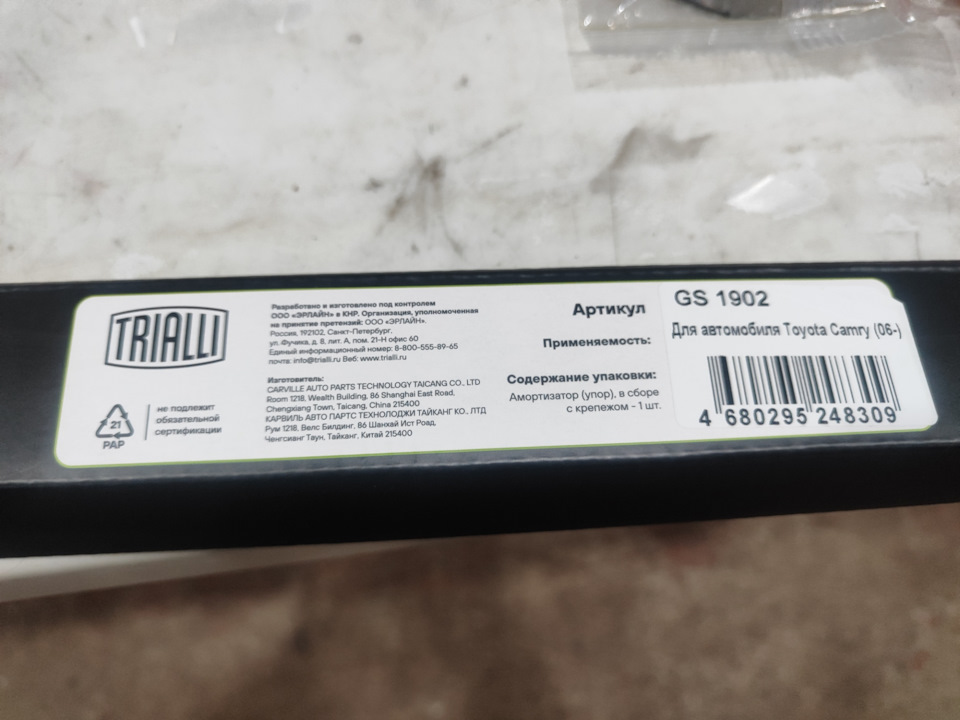 TRIALLI
Разработано и изготовлено под контролем
ООО «ЭРЛАЙН» в КНР. Организация, уполномоченная
на принятие претензий: ООО «ЭРЛАЙН».
Россия, 192102, Санкт-Петербург,
ул.Фучика, д. 8, лит. А, пом. 21-Н офис 60
Единый информационный номер: 8-800-555-89-65
почта: info@trialli.ru Веб: www.trialli.ru
Изготовитель:
CARVILLE AUTO PARTS TECHNOLOGY TAICANG CO., LTD
Room 1218, Wealth Building, 86 Shanghai East Road,
Chengxiang Town, Taicang, China 215400
КАРВИЛЬ АВТО ПАРТС ТЕХНОЛОДЖИ ТАЙКАНГ КО., ЛТД
Рум 1218, Велс Билдинг, 86 Шанхай Ист Роад,
Ченгсианг Таун, Тайканг, Китай 215400
21
PAP
не подлежит
обязательной
сертификации
Артикул
GS 1902
Применяемость:
Для автомобиля Toyota Camry (06-)
Содержание упаковки:
Амортизатор (упор), в сборе
с крепежом - 1 шт.
4 680295 248309